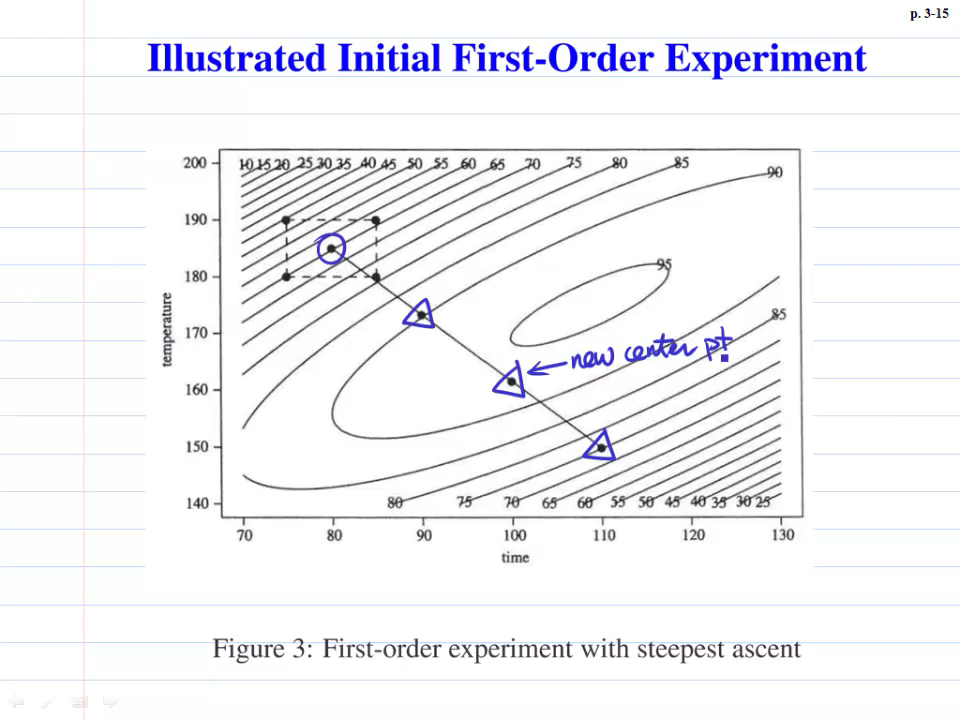 p. 3-15
Illustrated Initial First-Order Experiment
200 10 15 20 25 30 35 40 45 50 55 60 65 70 75 80 85
90
190
95
180
85
170
new center pt.
160
150
140 80 75 70 65 60 55 50 45 40 35 30 25
temperature
70 80 90 100 110 120 130
time
Figure 3: First-order experiment with steepest ascent